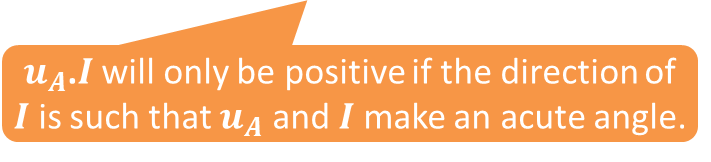 u_A.I will only be positive if the direction of
I is such that u_A and I make an acute angle.